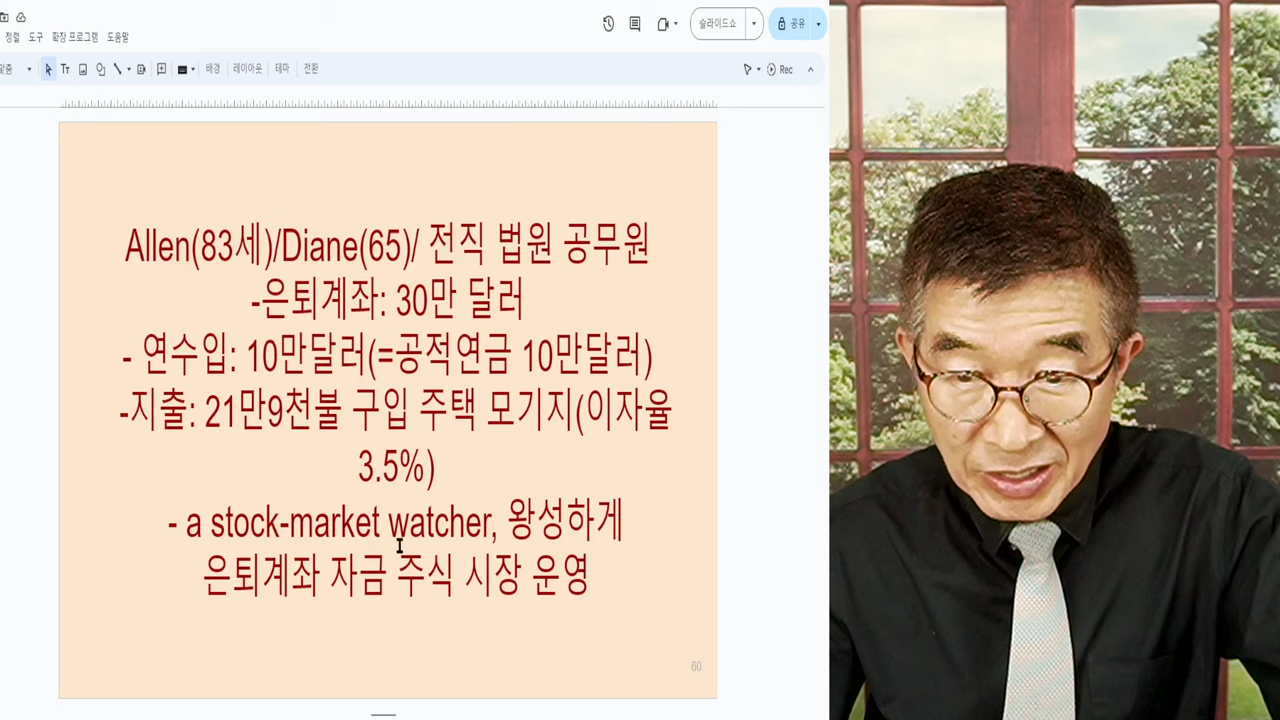 정렬 도구 확장 프로그램 도움말
슬라이드쇼
공유
맞춤
Tт
배경 레이아웃 테마 전환
Rec
Allen(83세)/Diane(65)/ 전직 법원 공무원
-은퇴계좌: 30만 달러
- 연수입: 10만달러(=공적연금 10만달러)
-지출: 21만9천불 구입 주택 모기지(이자율
3.5%)
- a stock-market watcher, 왕성하게
은퇴계좌 자금 주식 시장 운영
60